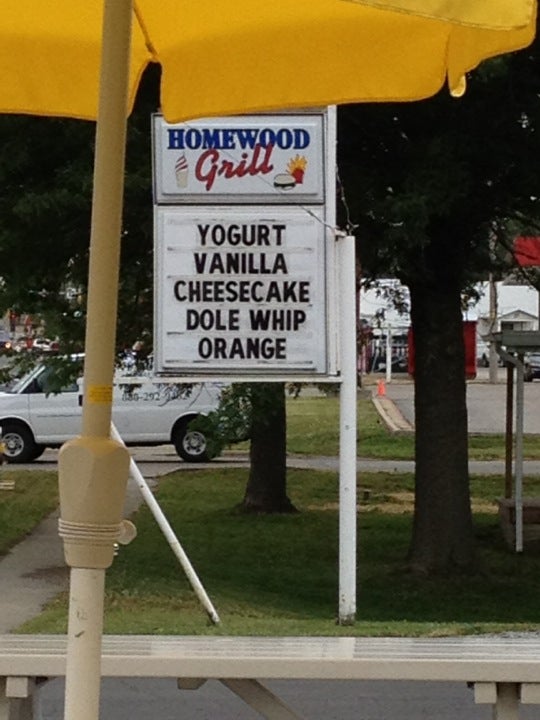 HOMEWOOD
Grill
YOGURT
VANILLA
CHEESECAKE
DOLE WHIP
ORANGE